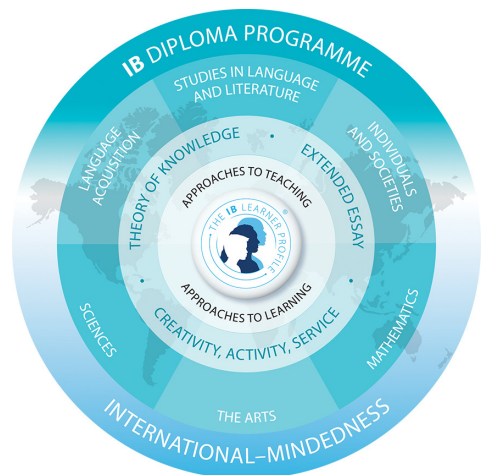 IB DIPLOMA PROGRAMME
STUDIES IN LANGUAGE
AND LITERATURE
LANGUAGE
ACQUISITION
INDIVIDUALS
AND SOCIETIES
THEORY OF KNOWLEDGE
EXTENDED ESSAY
APPROACHES TO TEACHING
THE IB LEARNER PROFILE ®
APPROACHES TO LEARNING
CREATIVITY, ACTIVITY, SERVICE
SCIENCES
MATHEMATICS
THE ARTS
INTERNATIONAL–MINDEDNESS